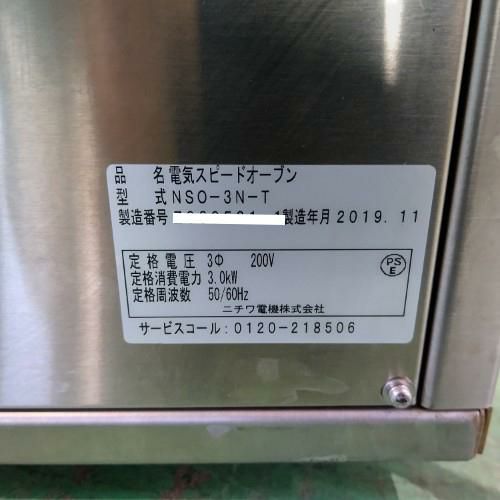 品 名 電気スピードオーブン
型 式 NSO-3N-T
製造番号 製造年月 2019. 11
定格電圧 3Φ 200V
PS
E
定格消費電力 3.0kW
定格周波数 50/60Hz
ニチワ電機株式会社
サービスコール:0120-218506